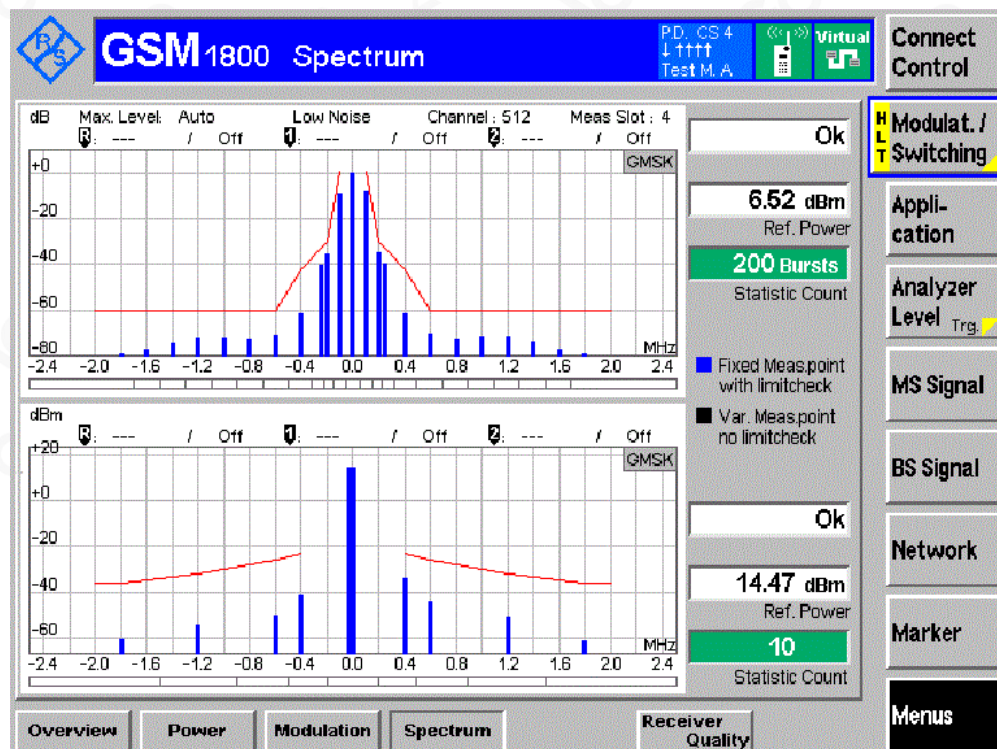 R/S
GSM 1800 Spectrum
P.D. CS 4
↓ ↑↑↑↑
Test M. A.
Virtual
Connect
Control
dB Max. Level: Auto Low Noise Channel : 512 Meas Slot : 4
R: --- / Off 1: --- / Off 2: --- / Off
GMSK
+0
-20
-40
-60
-80
MHz
-2.4 -2.0 -1.6 -1.2 -0.8 -0.4 0.0 0.4 0.8 1.2 1.6 2.0 2.4
Ok
6.52 dBm
Ref. Power
200 Bursts
Statistic Count
Fixed Meas.point
with limitcheck
Var. Meas.point
no limitcheck
dBm
R: --- / Off 1: --- / Off 2: --- / Off
GMSK
+20
+0
-20
-40
-60
MHz
-2.4 -2.0 -1.6 -1.2 -0.8 -0.4 0.0 0.4 0.8 1.2 1.6 2.0 2.4
Ok
14.47 dBm
Ref. Power
10
Statistic Count
HLT
Modulat. /
Switching
Appli-
cation
Analyzer
Level Trg.
MS Signal
BS Signal
Network
Marker
Menus
Overview
Power
Modulation
Spectrum
Receiver
Quality